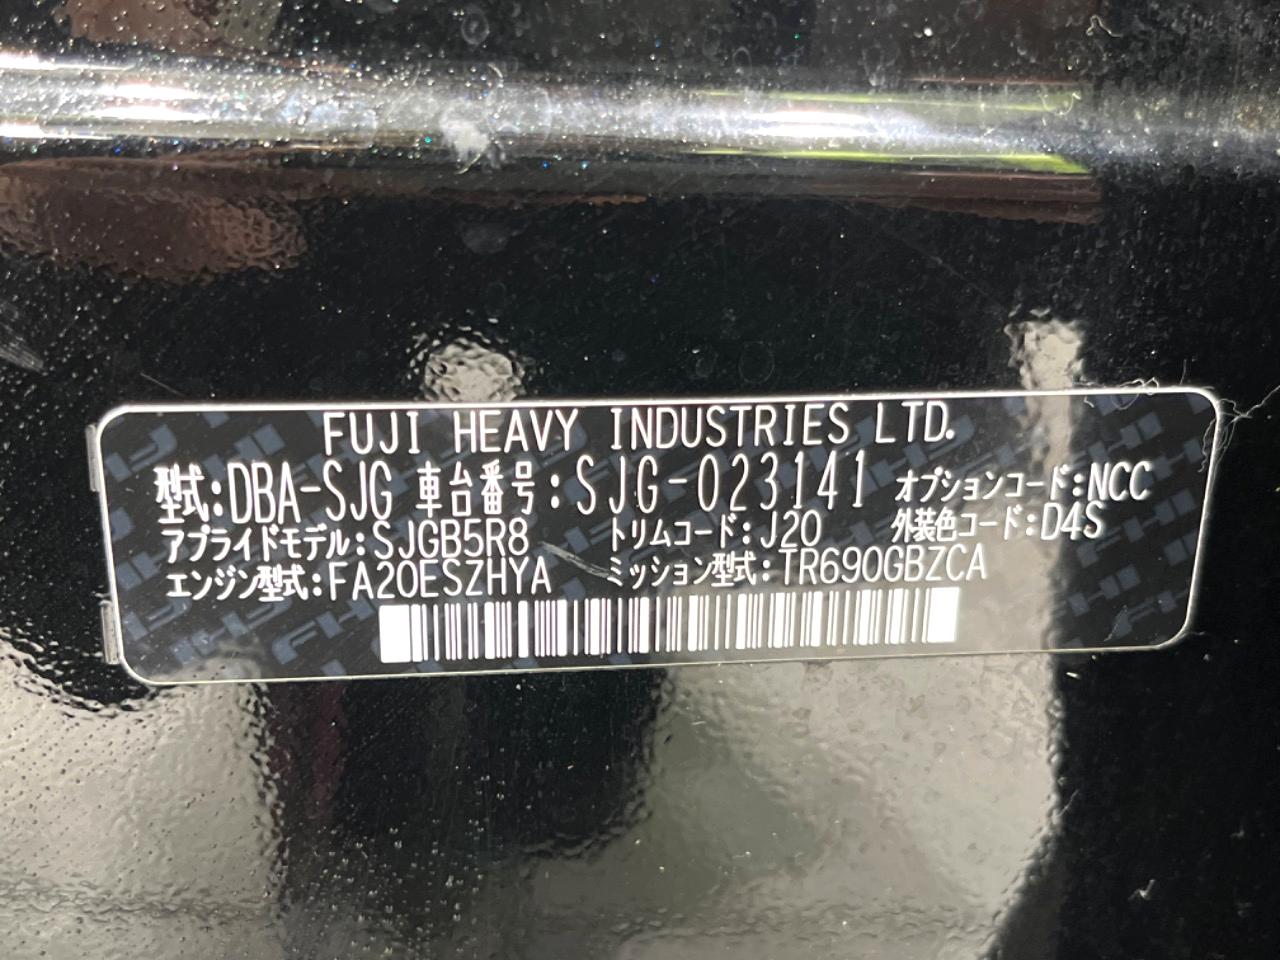 FUJI HEAVY INDUSTRIES LTD.
型式:DBA-SJG 車台番号:SJG-023141 オプションコード:NCC
アプライドモデル:SJGB5R8 トリムコード:J20 外装色コード:D4S
エンジン型式:FA20ESZHYA ミッション型式:TR690GBZCA